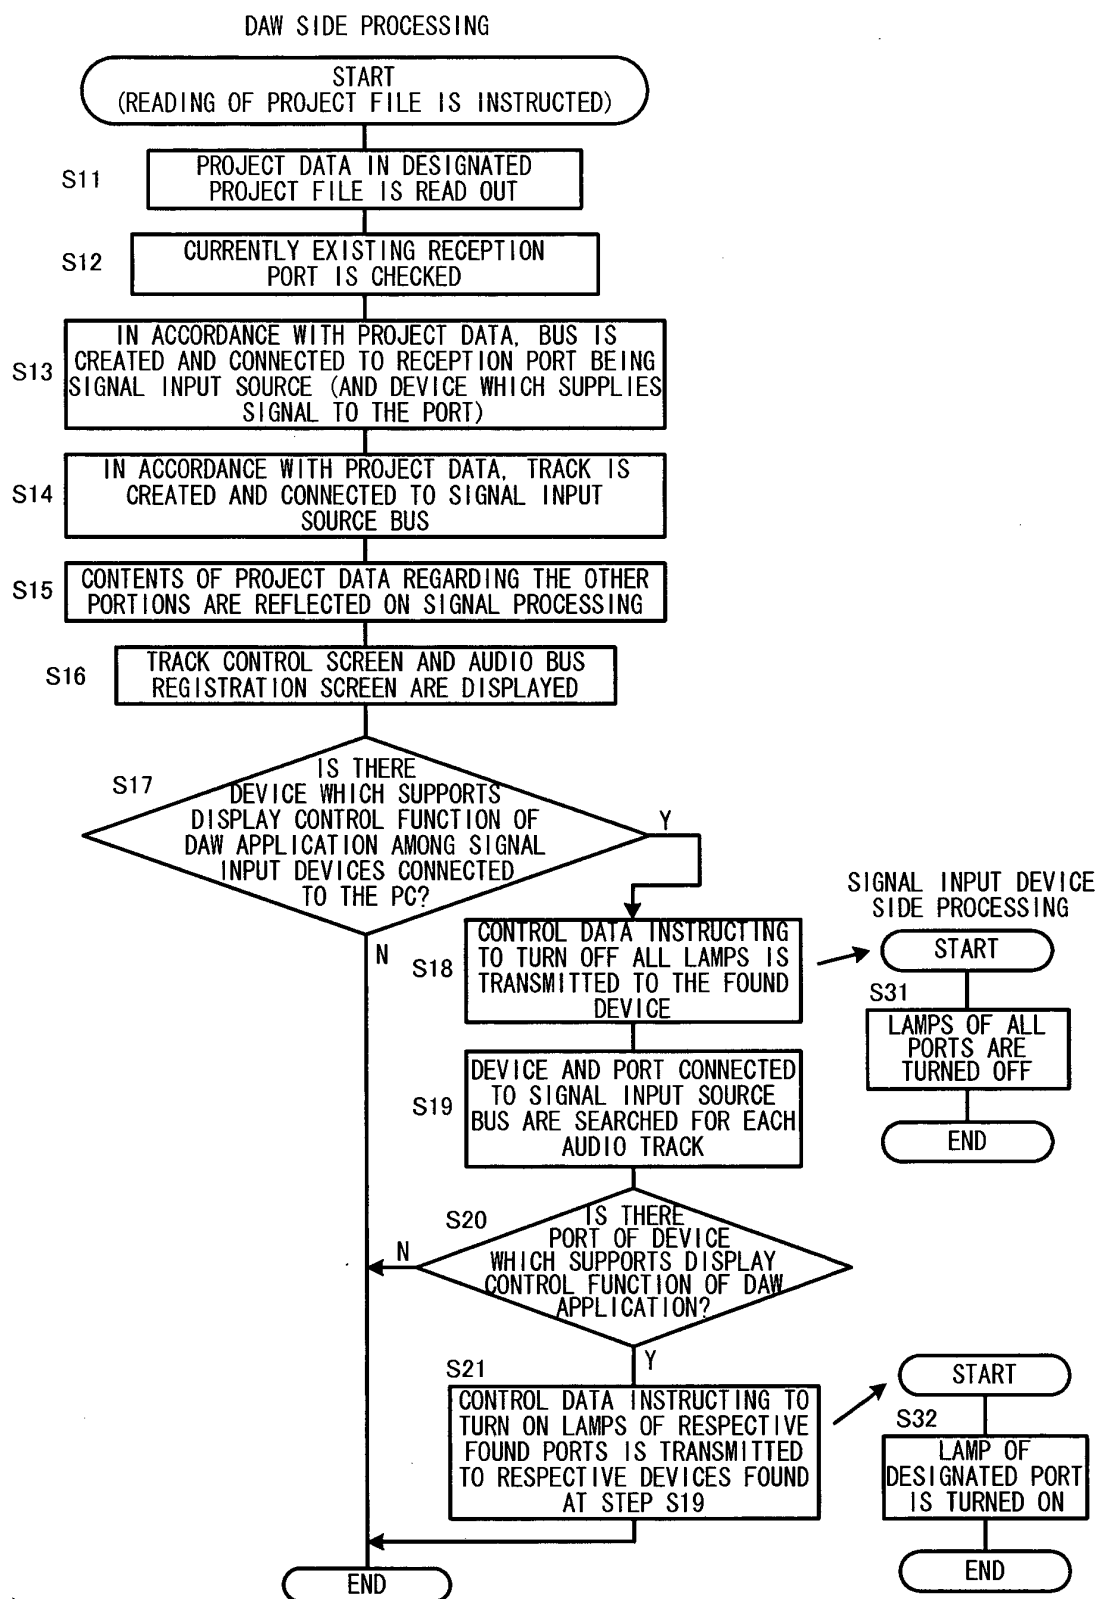 DAW SIDE PROCESSING
START
(READING OF PROJECT FILE IS INSTRUCTED)
S11
PROJECT DATA IN DESIGNATED
PROJECT FILE IS READ OUT
S12
CURRENTLY EXISTING RECEPTION
PORT IS CHECKED
S13
IN ACCORDANCE WITH PROJECT DATA, BUS IS
CREATED AND CONNECTED TO RECEPTION PORT BEING
SIGNAL INPUT SOURCE (AND DEVICE WHICH SUPPLIES
SIGNAL TO THE PORT)
S14
IN ACCORDANCE WITH PROJECT DATA, TRACK IS
CREATED AND CONNECTED TO SIGNAL INPUT
SOURCE BUS
S15
CONTENTS OF PROJECT DATA REGARDING THE OTHER
PORTIONS ARE REFLECTED ON SIGNAL PROCESSING
S16
TRACK CONTROL SCREEN AND AUDIO BUS
REGISTRATION SCREEN ARE DISPLAYED
S17
IS THERE
DEVICE WHICH SUPPORTS
DISPLAY CONTROL FUNCTION OF
DAW APPLICATION AMONG SIGNAL
INPUT DEVICES CONNECTED
TO THE PC?
Y
N
S18
CONTROL DATA INSTRUCTING
TO TURN OFF ALL LAMPS IS
TRANSMITTED TO THE FOUND
DEVICE
SIGNAL INPUT DEVICE
SIDE PROCESSING
START
S31
LAMPS OF ALL
PORTS ARE
TURNED OFF
END
S19
DEVICE AND PORT CONNECTED
TO SIGNAL INPUT SOURCE
BUS ARE SEARCHED FOR EACH
AUDIO TRACK
S20
IS THERE
PORT OF DEVICE
WHICH SUPPORTS DISPLAY
CONTROL FUNCTION OF DAW
APPLICATION?
N
Y
S21
CONTROL DATA INSTRUCTING TO
TURN ON LAMPS OF RESPECTIVE
FOUND PORTS IS TRANSMITTED
TO RESPECTIVE DEVICES FOUND
AT STEP S19
START
S32
LAMP OF
DESIGNATED PORT
IS TURNED ON
END
END